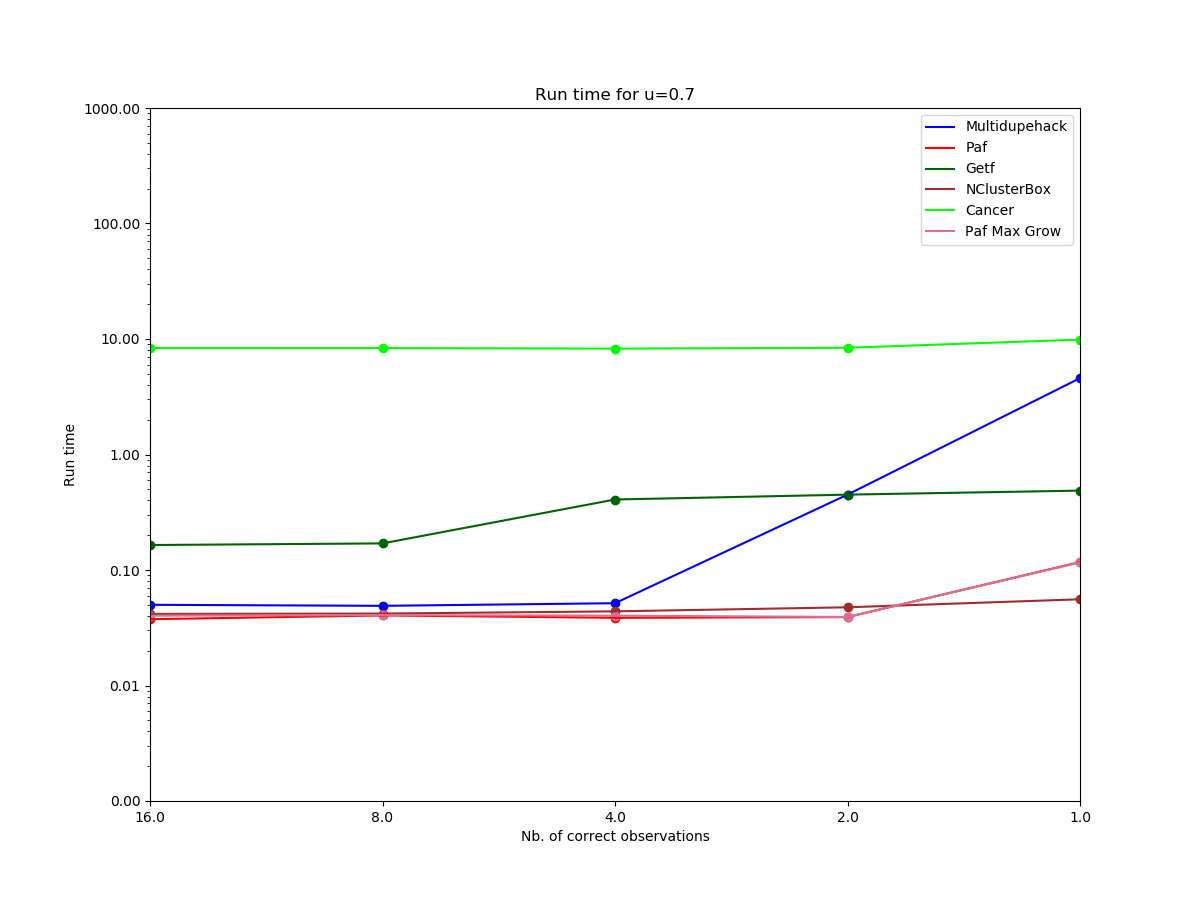 Run time for u=0.7
1000.00
100.00
10.00
1.00
0.10
0.01
0.00
Run time
Multidupehack
Paf
Getf
NClusterBox
Cancer
Paf Max Grow
16.0 8.0 4.0 2.0 1.0
Nb. of correct observations